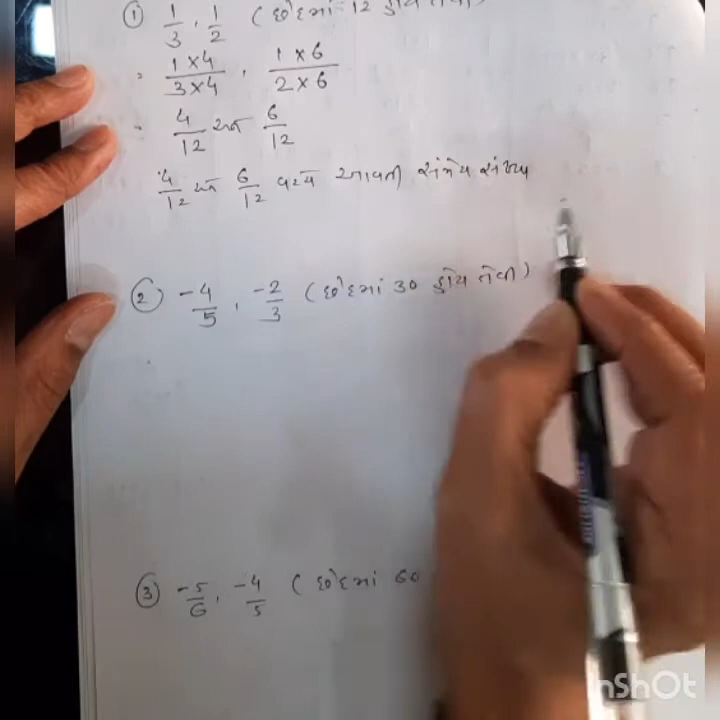 ① 1/3 , 1/2 (છેદમાં 12 હોય તેવી)
= 1×4/3×4 , 1×6/2×6
= 4/12 અને 6/12
4/12 અને 6/12 વચ્ચે આવતી સંમેય સંખ્યા
② -4/5 , -2/3 (છેદમાં 30 હોય તેવી)
③ -5/6 , -4/5 (છેદમાં 60
InShOt